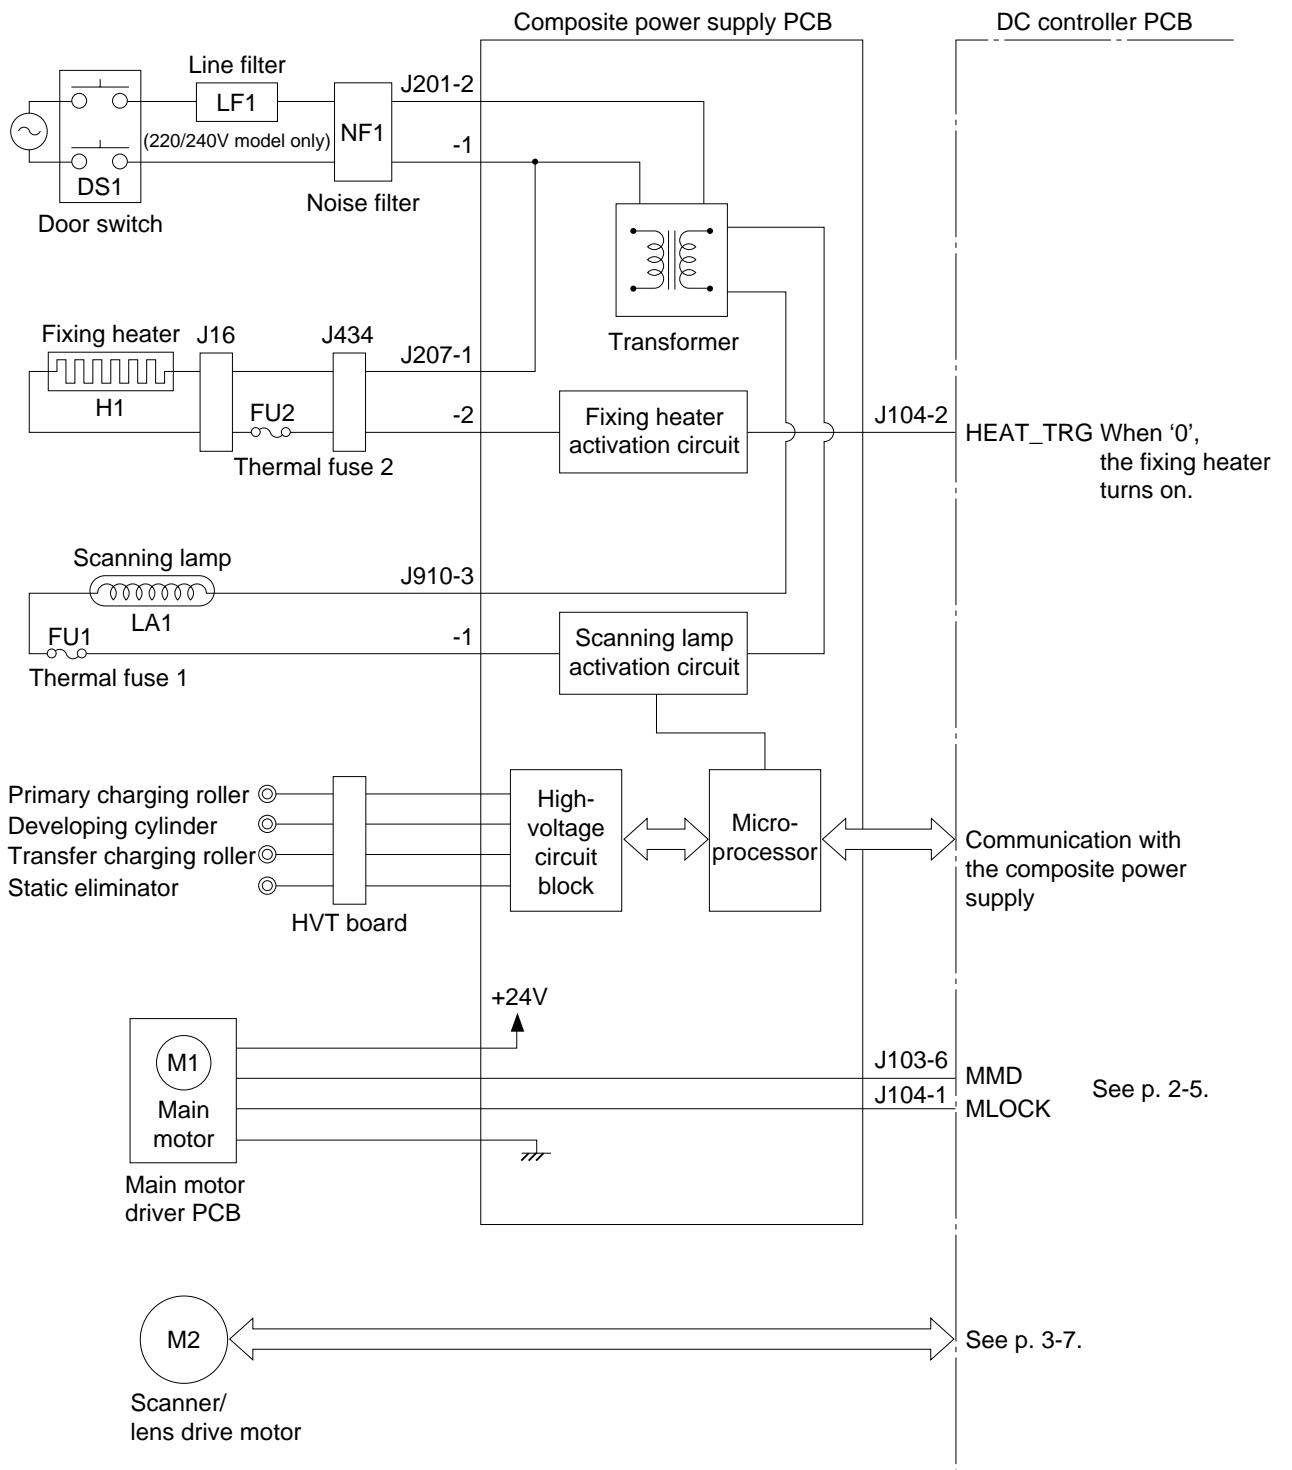 Composite power supply PCB
DC controller PCB
Line filter
LF1
(220/240V model only)
NF1
Noise filter
DS1
Door switch
J201-2
-1
Transformer
Fixing heater
H1
J16
J434
FU2
Thermal fuse 2
J207-1
-2
Fixing heater
activation circuit
J104-2
HEAT_TRG When ‘0’,
the fixing heater
turns on.
Scanning lamp
LA1
FU1
Thermal fuse 1
J910-3
-1
Scanning lamp
activation circuit
Primary charging roller
Developing cylinder
Transfer charging roller
Static eliminator
HVT board
High-
voltage
circuit
block
Micro-
processor
Communication with
the composite power
supply
+24V
M1
Main
motor
Main motor
driver PCB
J103-6
J104-1
MMD
MLOCK
See p. 2-5.
M2
Scanner/
lens drive motor
See p. 3-7.